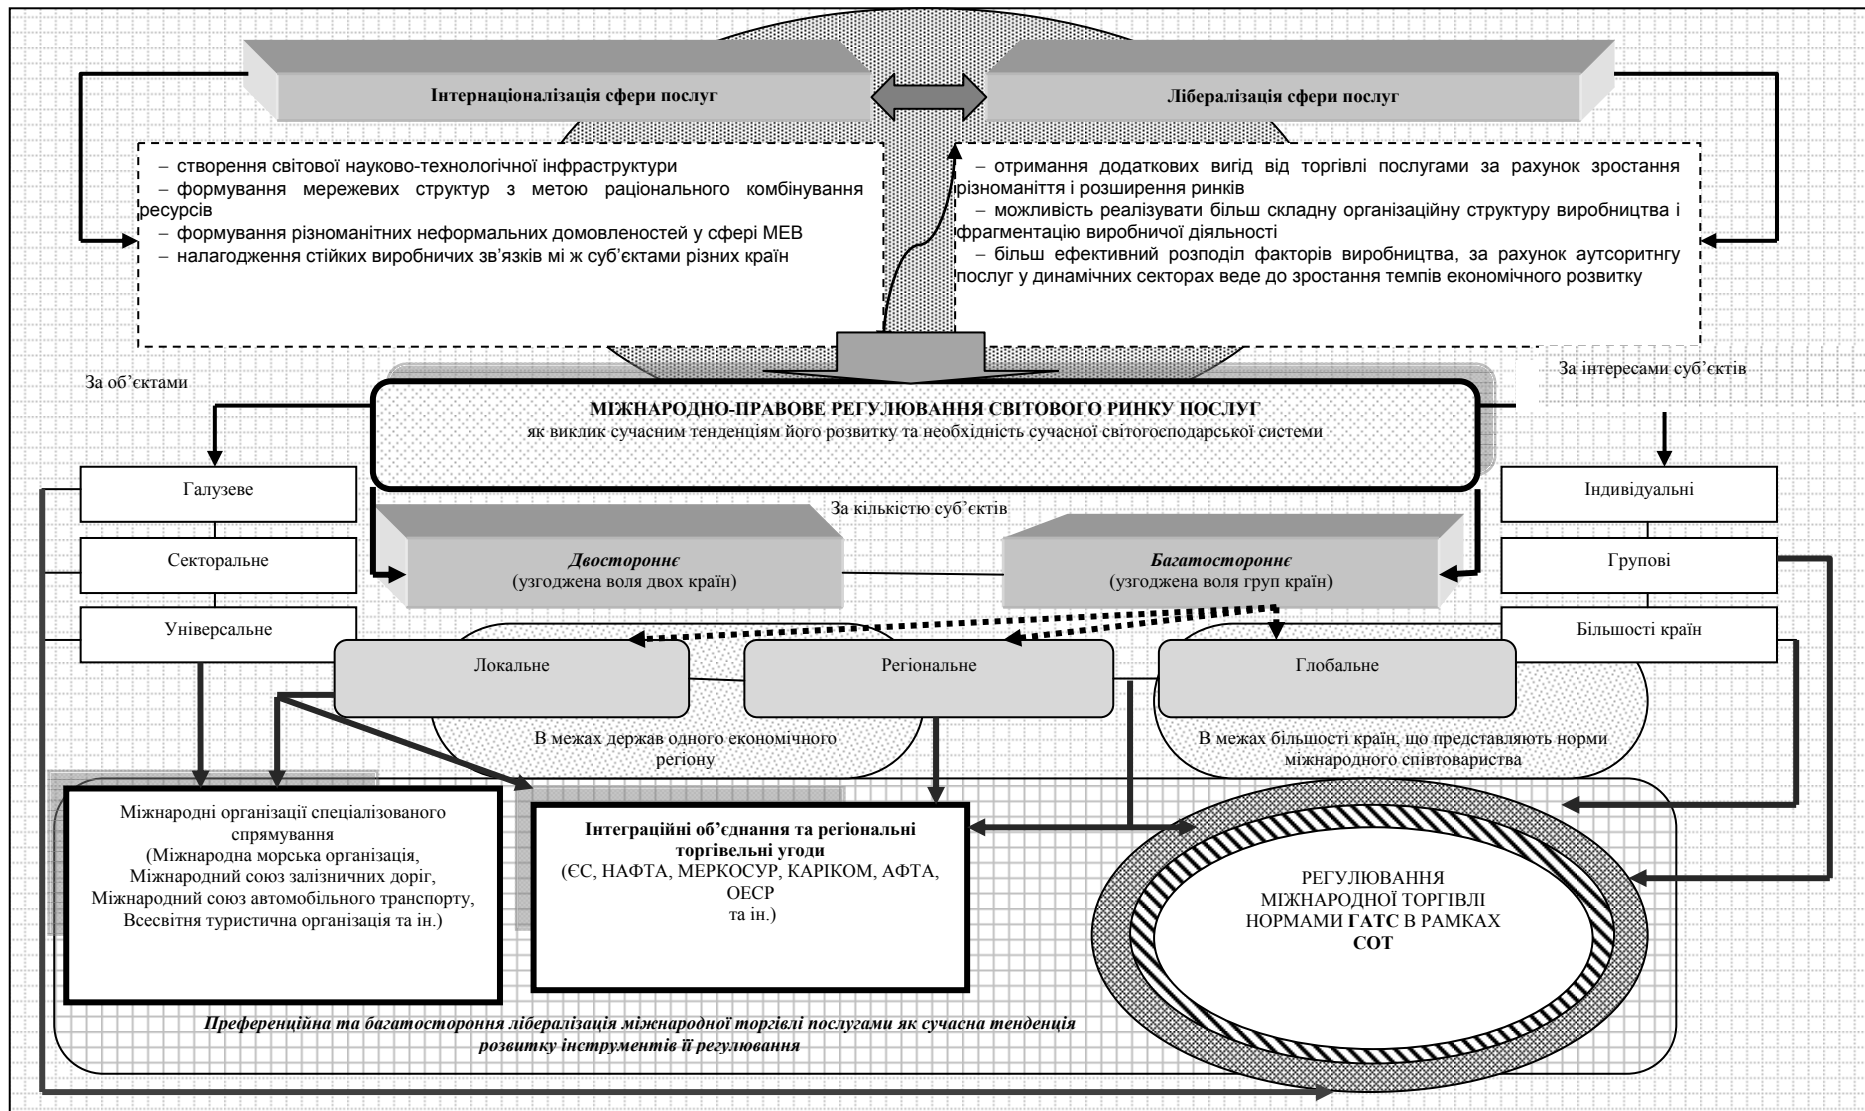 Інтернаціоналізація сфери послуг
Лібералізація сфери послуг
– створення світової науково-технологічної інфраструктури
– формування мережевих структур з метою раціонального комбінування
ресурсів
– формування різноманітних неформальних домовленостей у сфері МЕВ
– налагодження стійких виробничих зв’язків мі ж суб’єктами різних країн
– отримання додаткових вигід від торгівлі послугами за рахунок зростання
різноманіття і розширення ринків
– можливість реалізувати більш складну організаційну структуру виробництва і
фрагментацію виробничої діяльності
– більш ефективний розподіл факторів виробництва, за рахунок аутсоритнгу
послуг у динамічних секторах веде до зростання темпів економічного розвитку
За об’єктами
За інтересами суб’єктів
МІЖНАРОДНО-ПРАВОВЕ РЕГУЛЮВАННЯ СВІТОВОГО РИНКУ ПОСЛУГ
як виклик сучасним тенденціям його розвитку та необхідність сучасної світогосподарської системи
Галузеве
Секторальне
Універсальне
За кількістю суб’єктів
Двостороннє
(узгоджена воля двох країн)
Багатостороннє
(узгоджена воля груп країн)
Індивідуальні
Групові
Більшості країн
Локальне
Регіональне
Глобальне
В межах держав одного економічного
регіону
В межах більшості країн, що представляють норми
міжнародного співтовариства
Міжнародні організації спеціалізованого
спрямування
(Міжнародна морська організація,
Міжнародний союз залізничних доріг,
Міжнародний союз автомобільного транспорту,
Всесвітня туристична організація та ін.)
Інтеграційні об’єднання та регіональні
торгівельні угоди
(ЄС, НАФТА, МЕРКОСУР, КАРІКОМ, АФТА,
ОЕСР
та ін.)
РЕГУЛЮВАННЯ
МІЖНАРОДНОЇ ТОРГІВЛІ
НОРМАМИ ГАТС В РАМКАХ
СОТ
Преференційна та багатостороння лібералізація міжнародної торгівлі послугами як сучасна тенденція
розвитку інструментів її регулювання